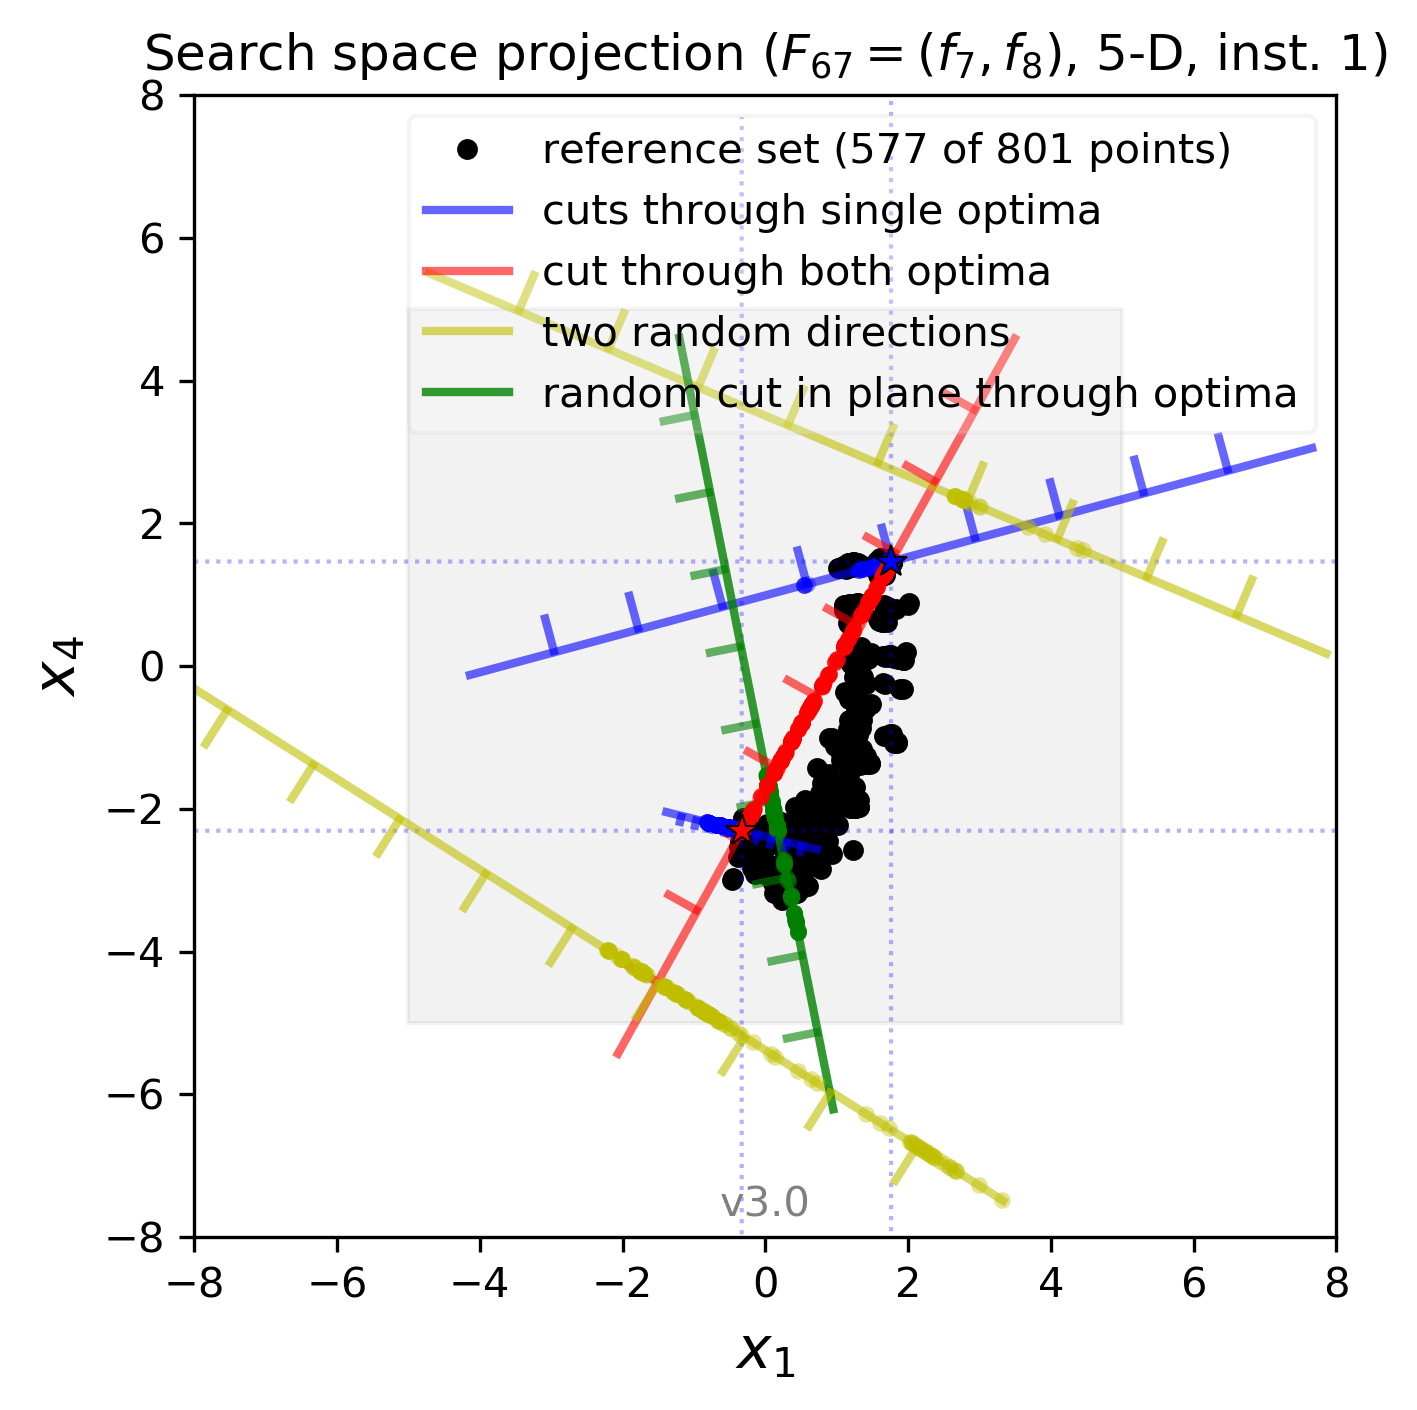 Search space projection (F₆₇ = (f₇, f₈), 5-D, inst. 1)
reference set (577 of 801 points)
cuts through single optima
cut through both optima
two random directions
random cut in plane through optima
8
6
4
2
0
−2
−4
−6
−8
x₄
v3.0
−8 −6 −4 −2 0 2 4 6 8
x₁